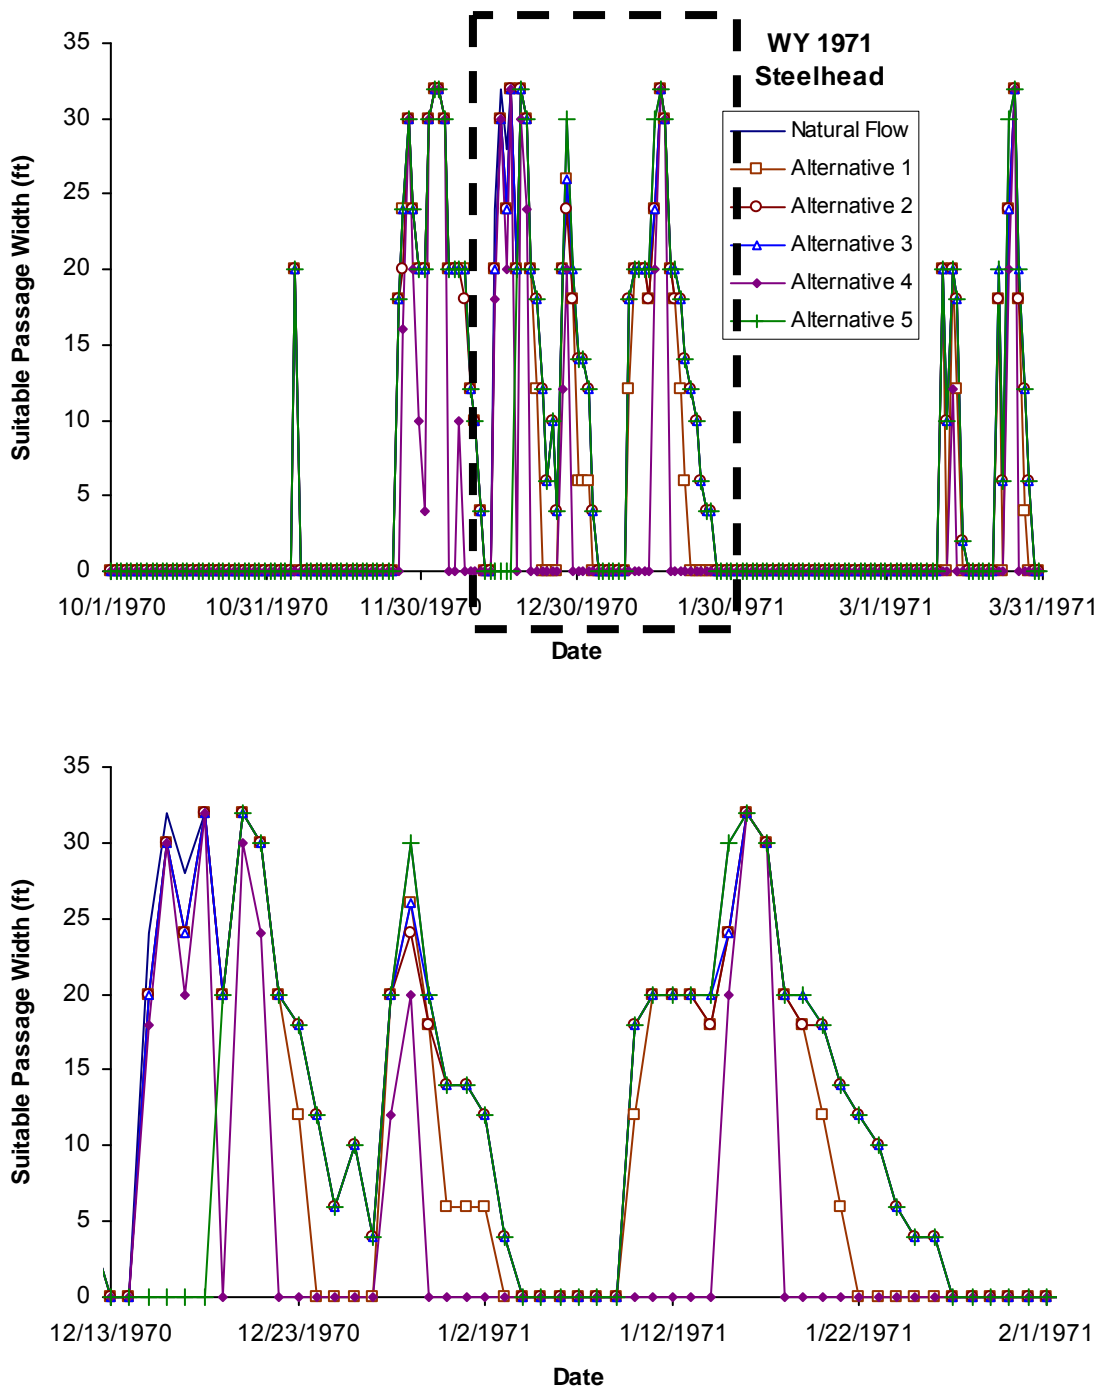 35
30
25
20
15
10
5
0
Suitable Passage Width (ft)
WY 1971
Steelhead
Natural Flow
Alternative 1
Alternative 2
Alternative 3
Alternative 4
Alternative 5
10/1/1970 10/31/1970 11/30/1970 12/30/1970 1/30/1971 3/1/1971 3/31/1971
Date
35
30
25
20
15
10
5
0
Suitable Passage Width (ft)
12/13/1970 12/23/1970 1/2/1971 1/12/1971 1/22/1971 2/1/1971
Date